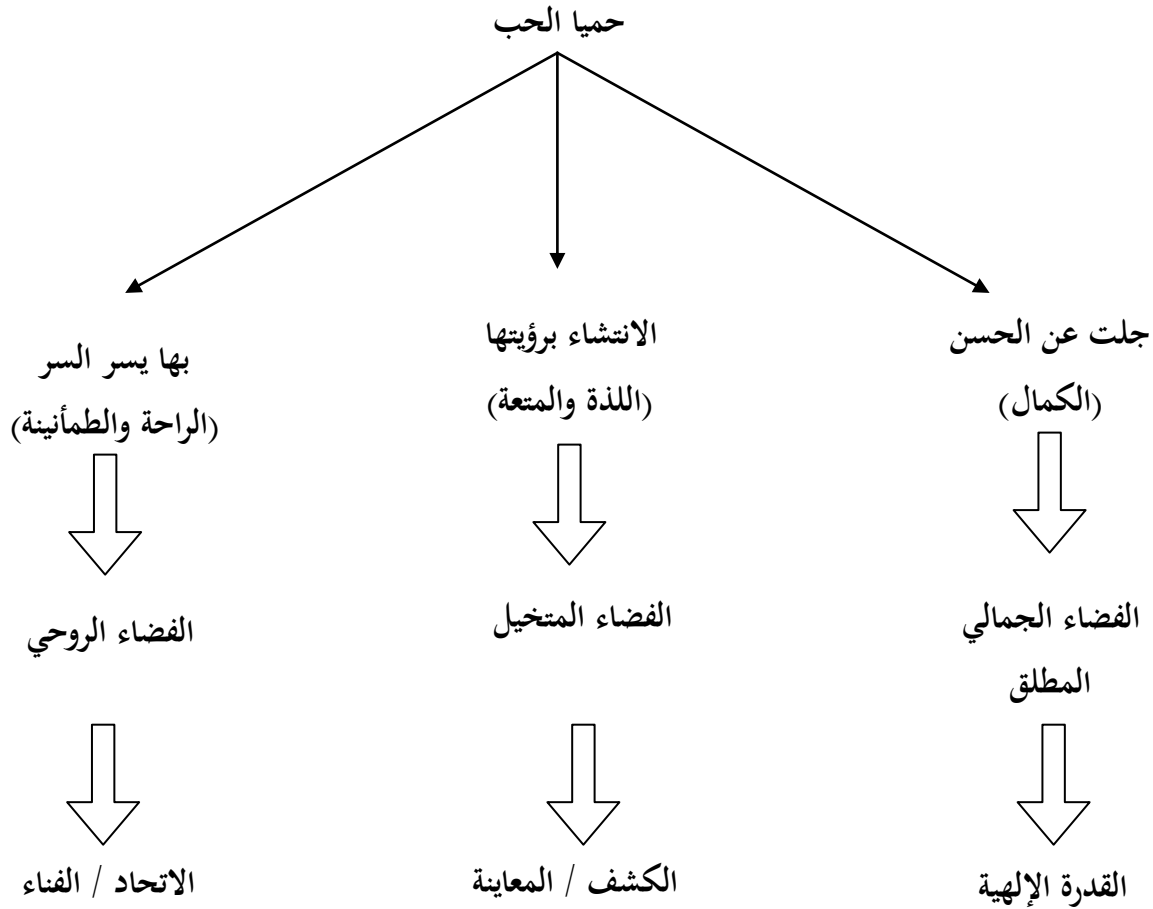 حميا الحب
جلت عن الحسن
(الكمال)
الانتشاء برؤيتها
(اللذة والمتعة)
بها يسر السر
(الراحة والطمأنينة)
الفضاء الجمالي
المطلق
الفضاء المتخيل
الفضاء الروحي
القدرة الإلهية
الكشف / المعاينة
الاتحاد / الفناء